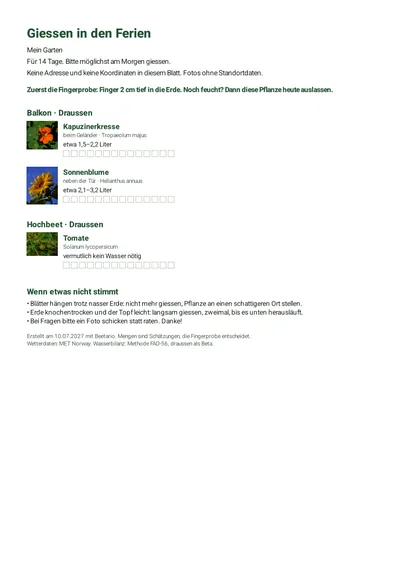 Giessen in den Ferien
Mein Garten
Für 14 Tage. Bitte möglichst am Morgen giessen.
Keine Adresse und keine Koordinaten in diesem Blatt. Fotos ohne Standortdaten.
Zuerst die Fingerprobe: Finger 2 cm tief in die Erde. Noch feucht? Dann diese Pflanze heute auslassen.
Balkon · Draussen
Kapuzinerkresse
beim Geländer · Tropaeolum majus
etwa 1,5–2,2 Liter
Sonnenblume
neben der Tür · Helianthus annuus
etwa 2,1–3,2 Liter
Hochbeet · Draussen
Tomate
Solanum lycopersicum
vermutlich kein Wasser nötig
Wenn etwas nicht stimmt
• Blätter hängen trotz nasser Erde: nicht mehr giessen, Pflanze an einen schattigeren Ort stellen.
• Erde knochentrocken und der Topf leicht: langsam giessen, zweimal, bis es unten herausläuft.
• Bei Fragen bitte ein Foto schicken statt raten. Danke!
Erstellt am 10.07.2027 mit Beetario. Mengen sind Schätzungen, die Fingerprobe entscheidet.
Wetterdaten: MET Norway. Wasserbilanz: Methode FAO-56, draussen als Beta.